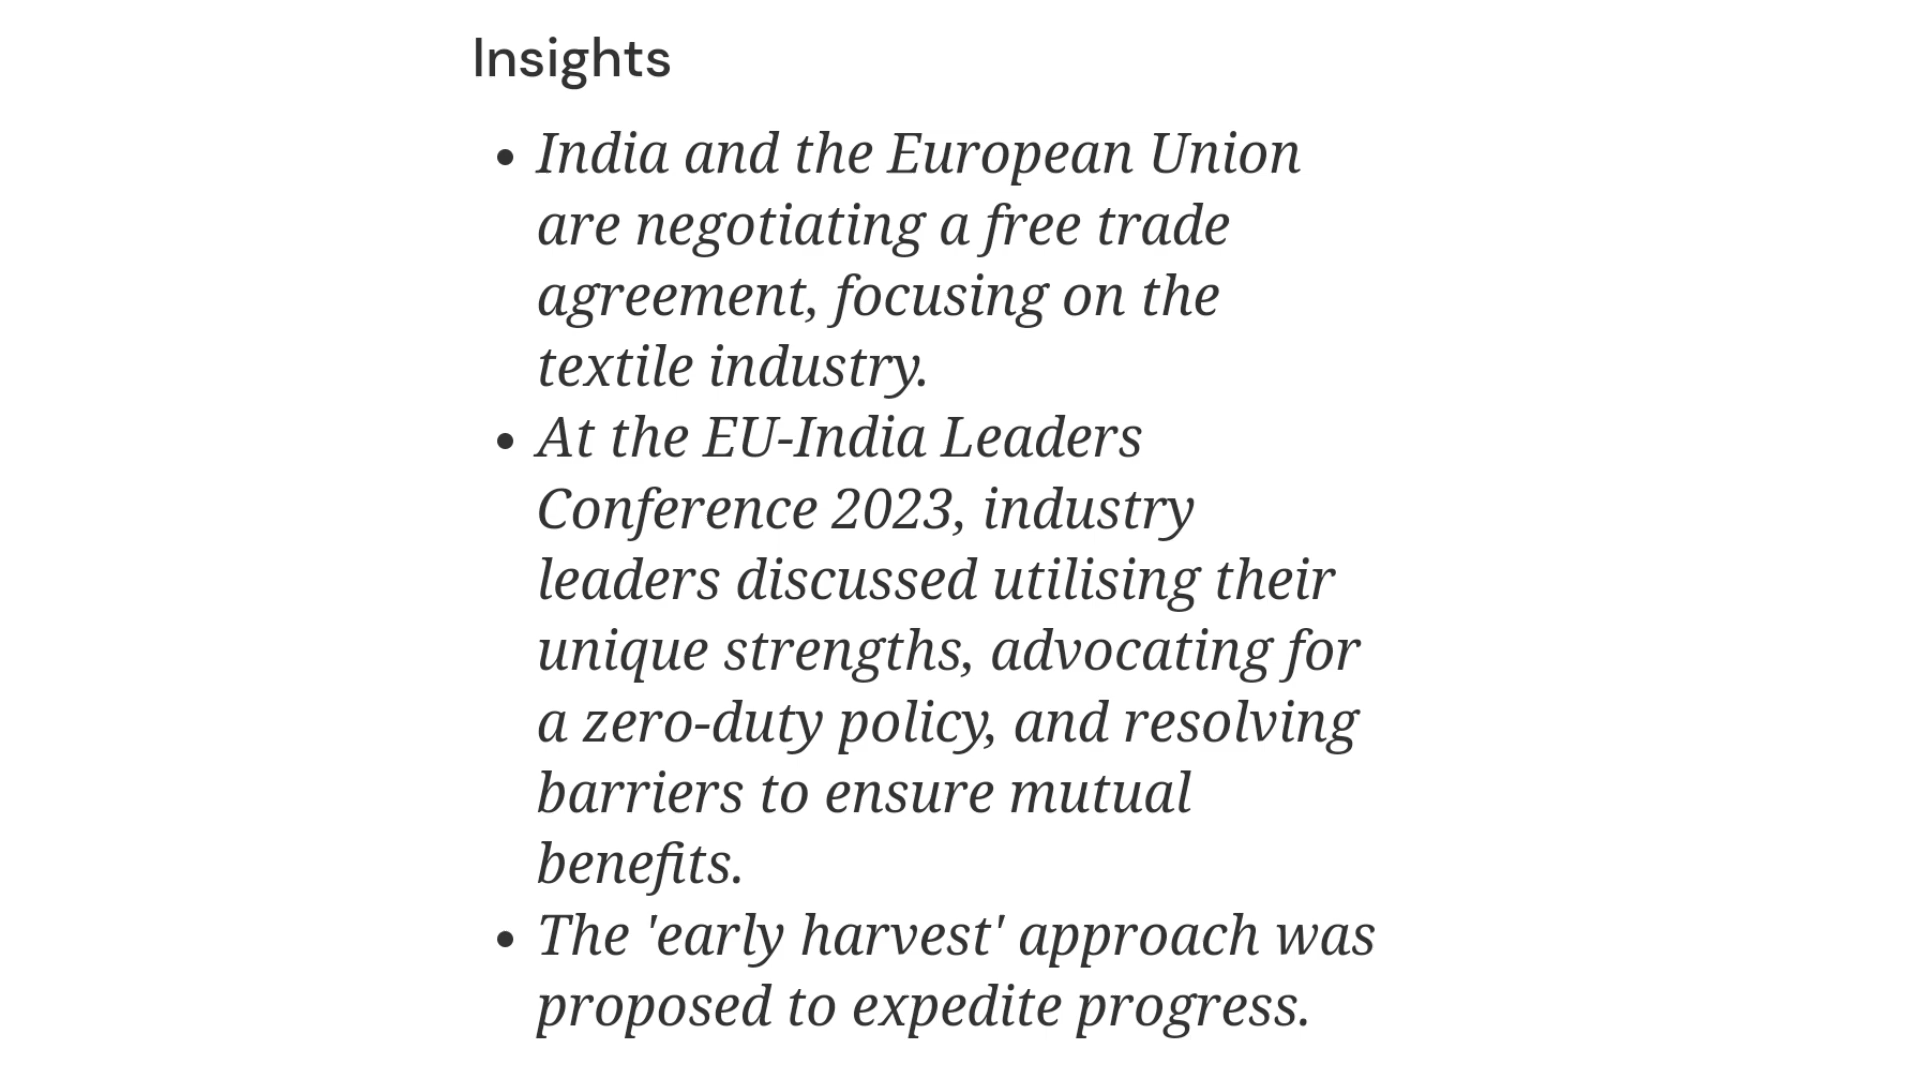 Insights
• India and the European Union
are negotiating a free trade
agreement, focusing on the
textile industry.
• At the EU-India Leaders
Conference 2023, industry
leaders discussed utilising their
unique strengths, advocating for
a zero-duty policy, and resolving
barriers to ensure mutual
benefits.
• The 'early harvest' approach was
proposed to expedite progress.